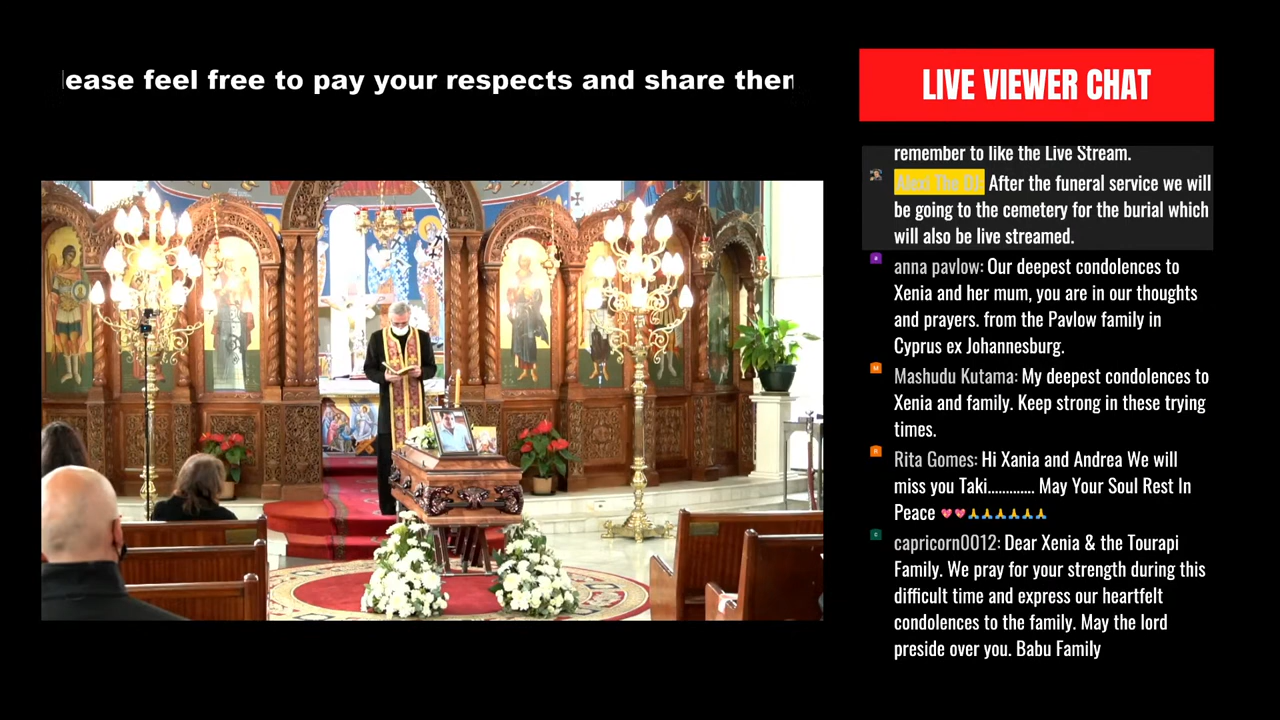 ease feel free to pay your respects and share then
LIVE VIEWER CHAT
remember to like the Live Stream.
Alexi The DJ: After the funeral service we will
be going to the cemetery for the burial which
will also be live streamed.
anna pavlow: Our deepest condolences to
Xenia and her mum, you are in our thoughts
and prayers. from the Pavlow family in
Cyprus ex Johannesburg.
Mashudu Kutama: My deepest condolences to
Xenia and family. Keep strong in these trying
times.
Rita Gomes: Hi Xania and Andrea We will
miss you Taki............. May Your Soul Rest In
Peace 💓💓🙏🙏🙏🙏🙏🙏
capricorn0012: Dear Xenia & the Tourapi
Family. We pray for your strength during this
difficult time and express our heartfelt
condolences to the family. May the lord
preside over you. Babu Family